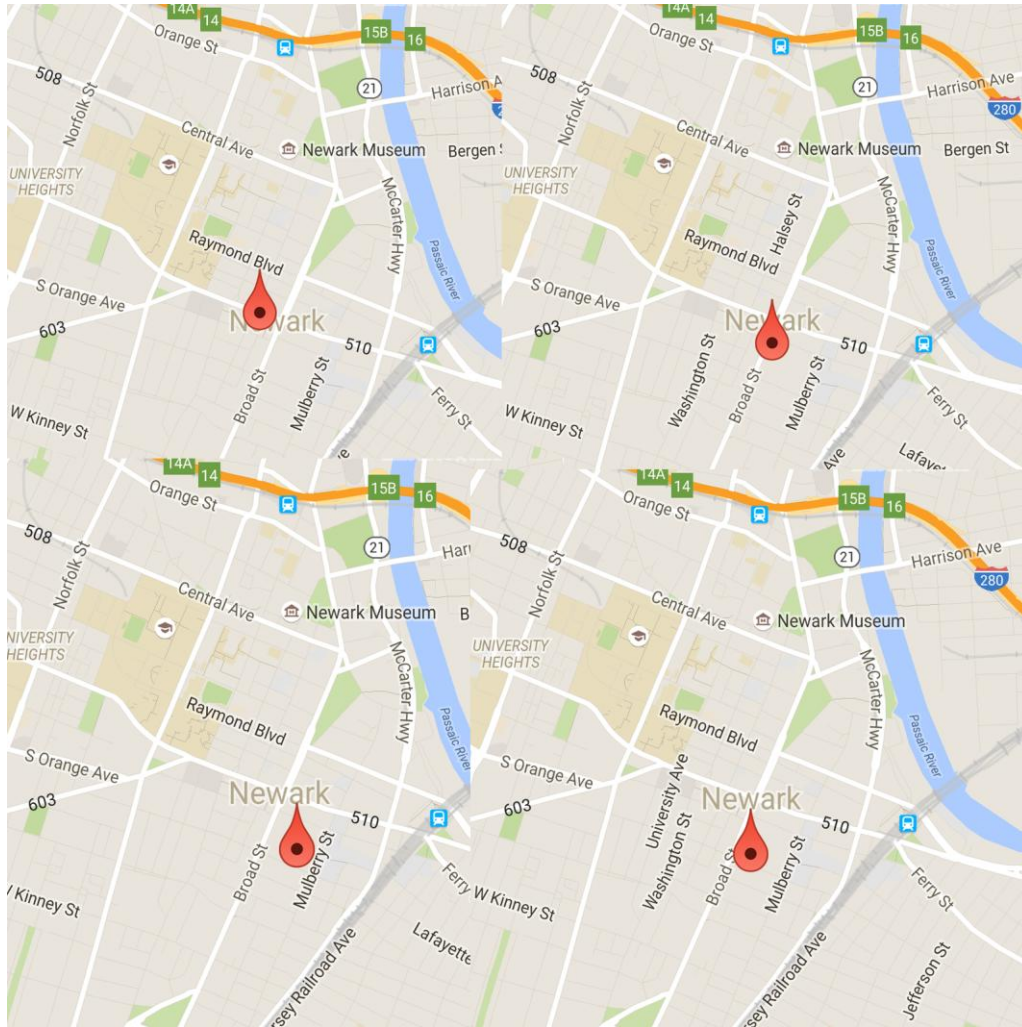 14A
14
15B
16
Orange St
508
21
Harrison A
Norfolk St
Central Ave
Newark Museum
Bergen S
UNIVERSITY
HEIGHTS
McCarter Hwy
Raymond Blvd
Passaic River
S Orange Ave
603
Newark
510
Broad St
Mulberry St
Ferry St
W Kinney St
14A
14
15B
16
Orange St
508
21
Harrison Ave
280
Norfolk St
Central Ave
Newark Museum
Bergen St
UNIVERSITY
HEIGHTS
McCarter Hwy
Halsey St
Raymond Blvd
Passaic River
S Orange Ave
603
Newark
510
Washington St
Broad St
Mulberry St
Ferry St
W Kinney St
Lafayet
Ave
14A
14
15B
16
Orange St
508
21
Harr
Norfolk St
Central Ave
Newark Museum
B
NIVERSITY
HEIGHTS
McCarter Hwy
Raymond Blvd
Passaic River
S Orange Ave
603
Newark
510
Broad St
Mulberry St
Ferry
/ Kinney St
Lafayette
rsey Railroad Ave
14A
14
15B
16
Orange St
508
21
Harrison Ave
280
Norfolk St
Central Ave
Newark Museum
UNIVERSITY
HEIGHTS
McCarter Hwy
Raymond Blvd
Passaic River
S Orange Ave
603
University Ave
Newark
510
Washington St
Broad St
Mulberry St
Ferry St
W Kinney St
Jefferson St
rsey Railroad Ave